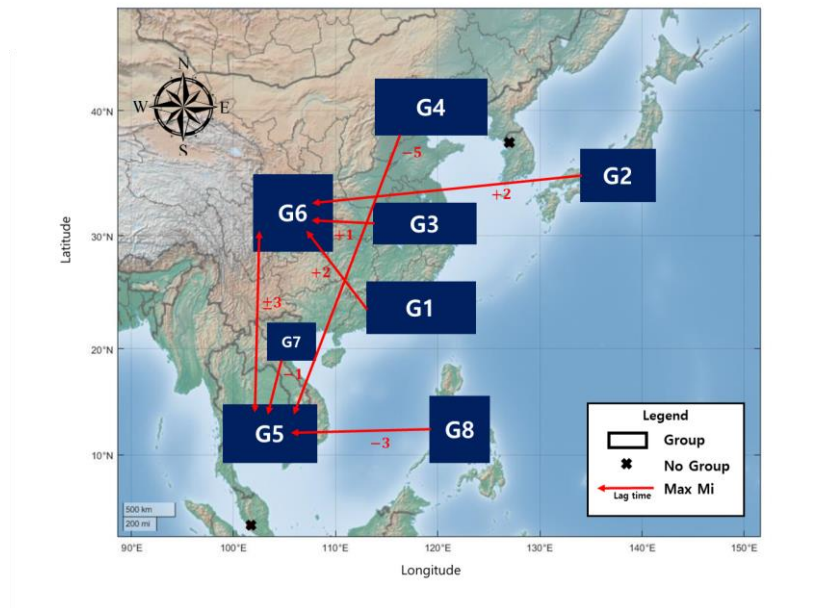 N
W E
S
40°N
30°N
20°N
10°N
Latitude
G4
−5
G2
+2
G6
G3
+1
+2
G1
±3
G7
−1
G5
G8
−3
Legend
Group
No Group
Lag time
Max Mi
500 km
200 mi
90°E 100°E 110°E 120°E 130°E 140°E 150°E
Longitude